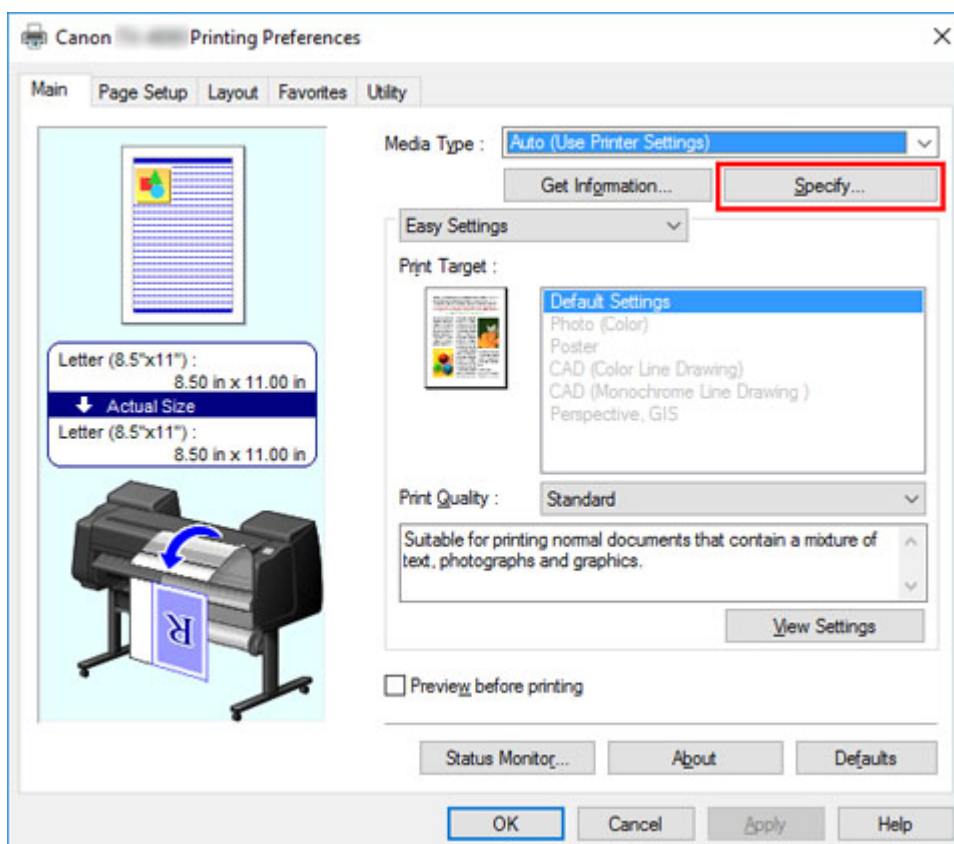 Canon Printing Preferences
Main Page Setup Layout Favorites Utility
Media Type : Auto (Use Printer Settings)
Get Information... Specify...
Easy Settings
Print Target :
Default Settings
Photo (Color)
Poster
CAD (Color Line Drawing)
CAD (Monochrome Line Drawing )
Perspective, GIS
Letter (8.5"x11") :
8.50 in x 11.00 in
Actual Size
Letter (8.5"x11") :
8.50 in x 11.00 in
R
Print Quality : Standard
Suitable for printing normal documents that contain a mixture of
text, photographs and graphics.
View Settings
Preview before printing
Status Monitor... About Defaults
OK Cancel Apply Help